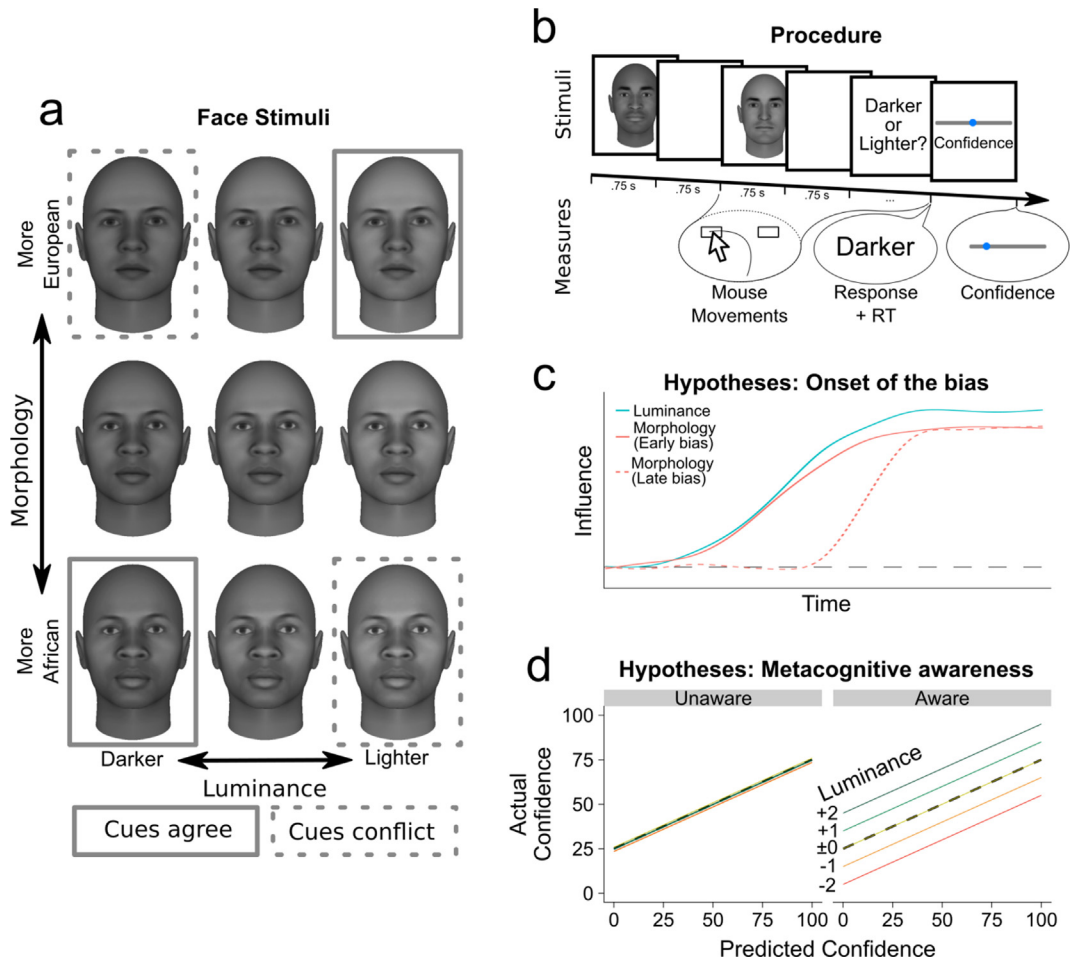 a
Face Stimuli
More
European
Morphology
More
African
Darker
Lighter
Luminance
Cues agree
Cues conflict
b
Procedure
Stimuli
Darker
or
Lighter?
Confidence
.75 s
.75 s
.75 s
.75 s
...
Measures
Darker
Mouse
Movements
Response
+ RT
Confidence
c
Hypotheses: Onset of the bias
Luminance
Morphology
(Early bias)
Morphology
(Late bias)
Influence
Time
d
Hypotheses: Metacognitive awareness
Unaware
Aware
Actual
Confidence
100
75
50
25
0
Luminance
+2
+1
±0
-1
-2
0
25
50
75
100
0
25
50
75
100
Predicted Confidence